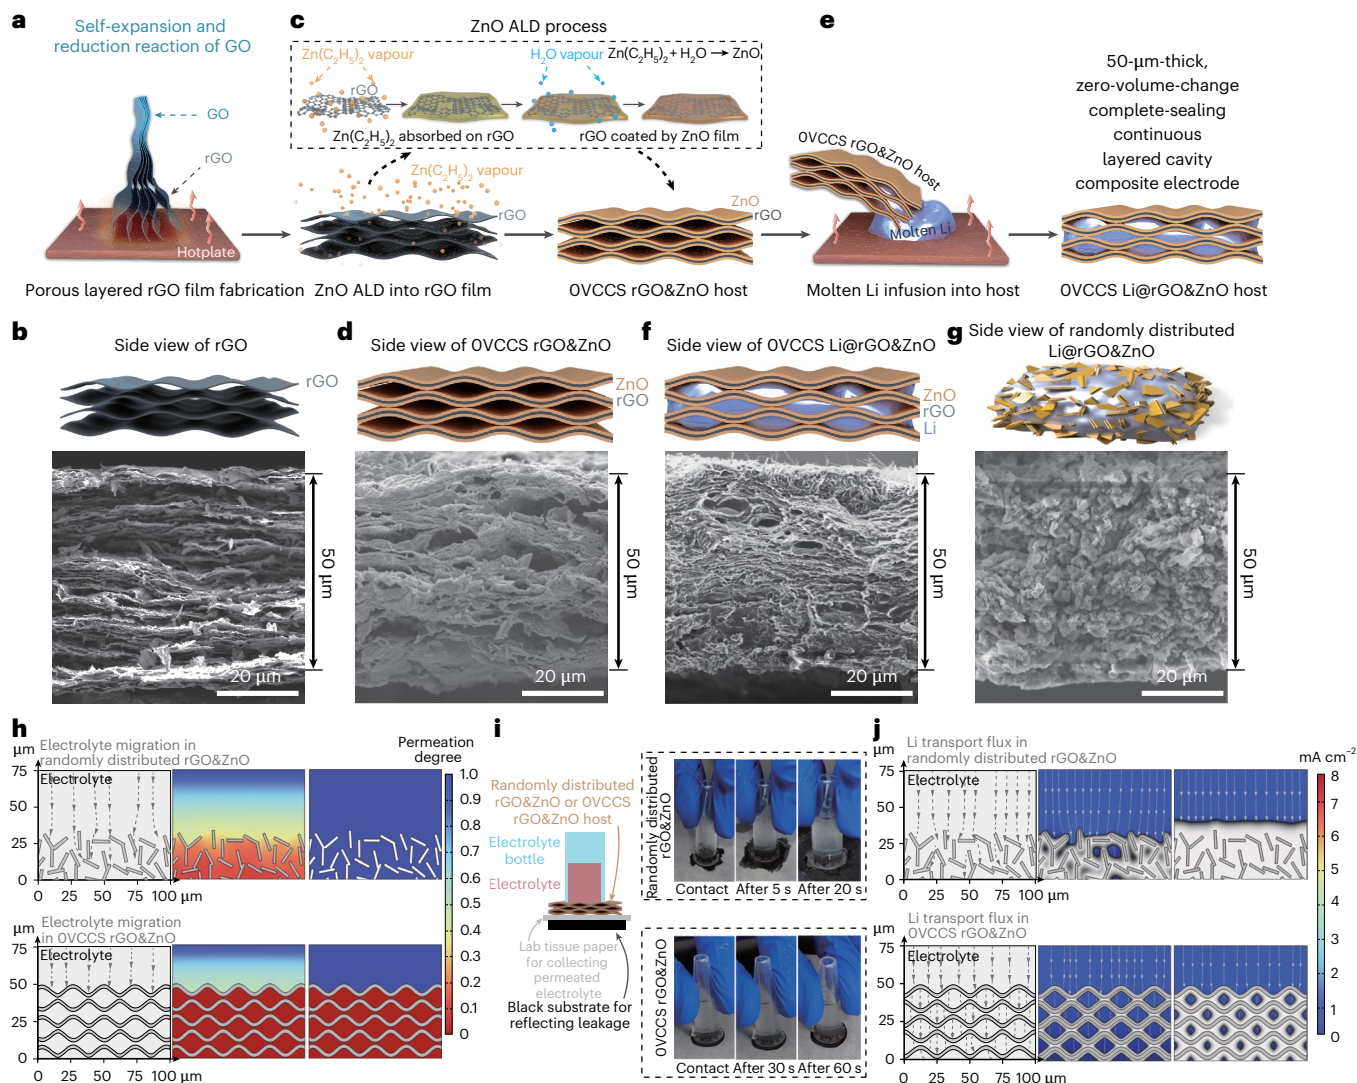 a
Self-expansion and
reduction reaction of GO
GO
rGO
Hotplate
Porous layered rGO film fabrication
c
ZnO ALD process
Zn(C2H5)2 vapour
rGO
H2O vapour
Zn(C2H5)2 + H2O → ZnO
Zn(C2H5)2 absorbed on rGO
rGO coated by ZnO film
Zn(C2H5)2 vapour
rGO
ZnO
rGO
ZnO ALD into rGO film
0VCCS rGO&ZnO host
e
0VCCS rGO&ZnO host
Molten Li
Molten Li infusion into host
50-μm-thick,
zero-volume-change
complete-sealing
continuous
layered cavity
composite electrode
0VCCS Li@rGO&ZnO host
b
Side view of rGO
rGO
50 μm
20 μm
d
Side view of 0VCCS rGO&ZnO
ZnO
rGO
50 μm
20 μm
f
Side view of 0VCCS Li@rGO&ZnO
ZnO
rGO
Li
50 μm
20 μm
g
Side view of randomly distributed
Li@rGO&ZnO
50 μm
20 μm
h
μm
Electrolyte migration in
randomly distributed rGO&ZnO
Electrolyte
75
50
25
0
0 25 50 75 100 μm
Permeation
degree
1.0
0.9
0.8
0.7
0.6
0.5
0.4
0.3
0.2
0.1
0
μm
Electrolyte migration
in 0VCCS rGO&ZnO
Electrolyte
75
50
25
0
0 25 50 75 100 μm
i
Randomly distributed
rGO&ZnO or 0VCCS
rGO&ZnO host
Electrolyte
bottle
Electrolyte
Lab tissue paper
for collecting
permeated
electrolyte
Black substrate for
reflecting leakage
Randomly distributed
rGO&ZnO
Contact After 5 s After 20 s
0VCCS rGO&ZnO
Contact After 30 s After 60 s
j
μm
Li transport flux in
randomly distributed rGO&ZnO
Electrolyte
75
50
25
0
0 25 50 75 100 μm
mA cm−2
8
7
6
5
4
3
2
1
0
μm
Li transport flux in
0VCCS rGO&ZnO
Electrolyte
75
50
25
0
0 25 50 75 100 μm